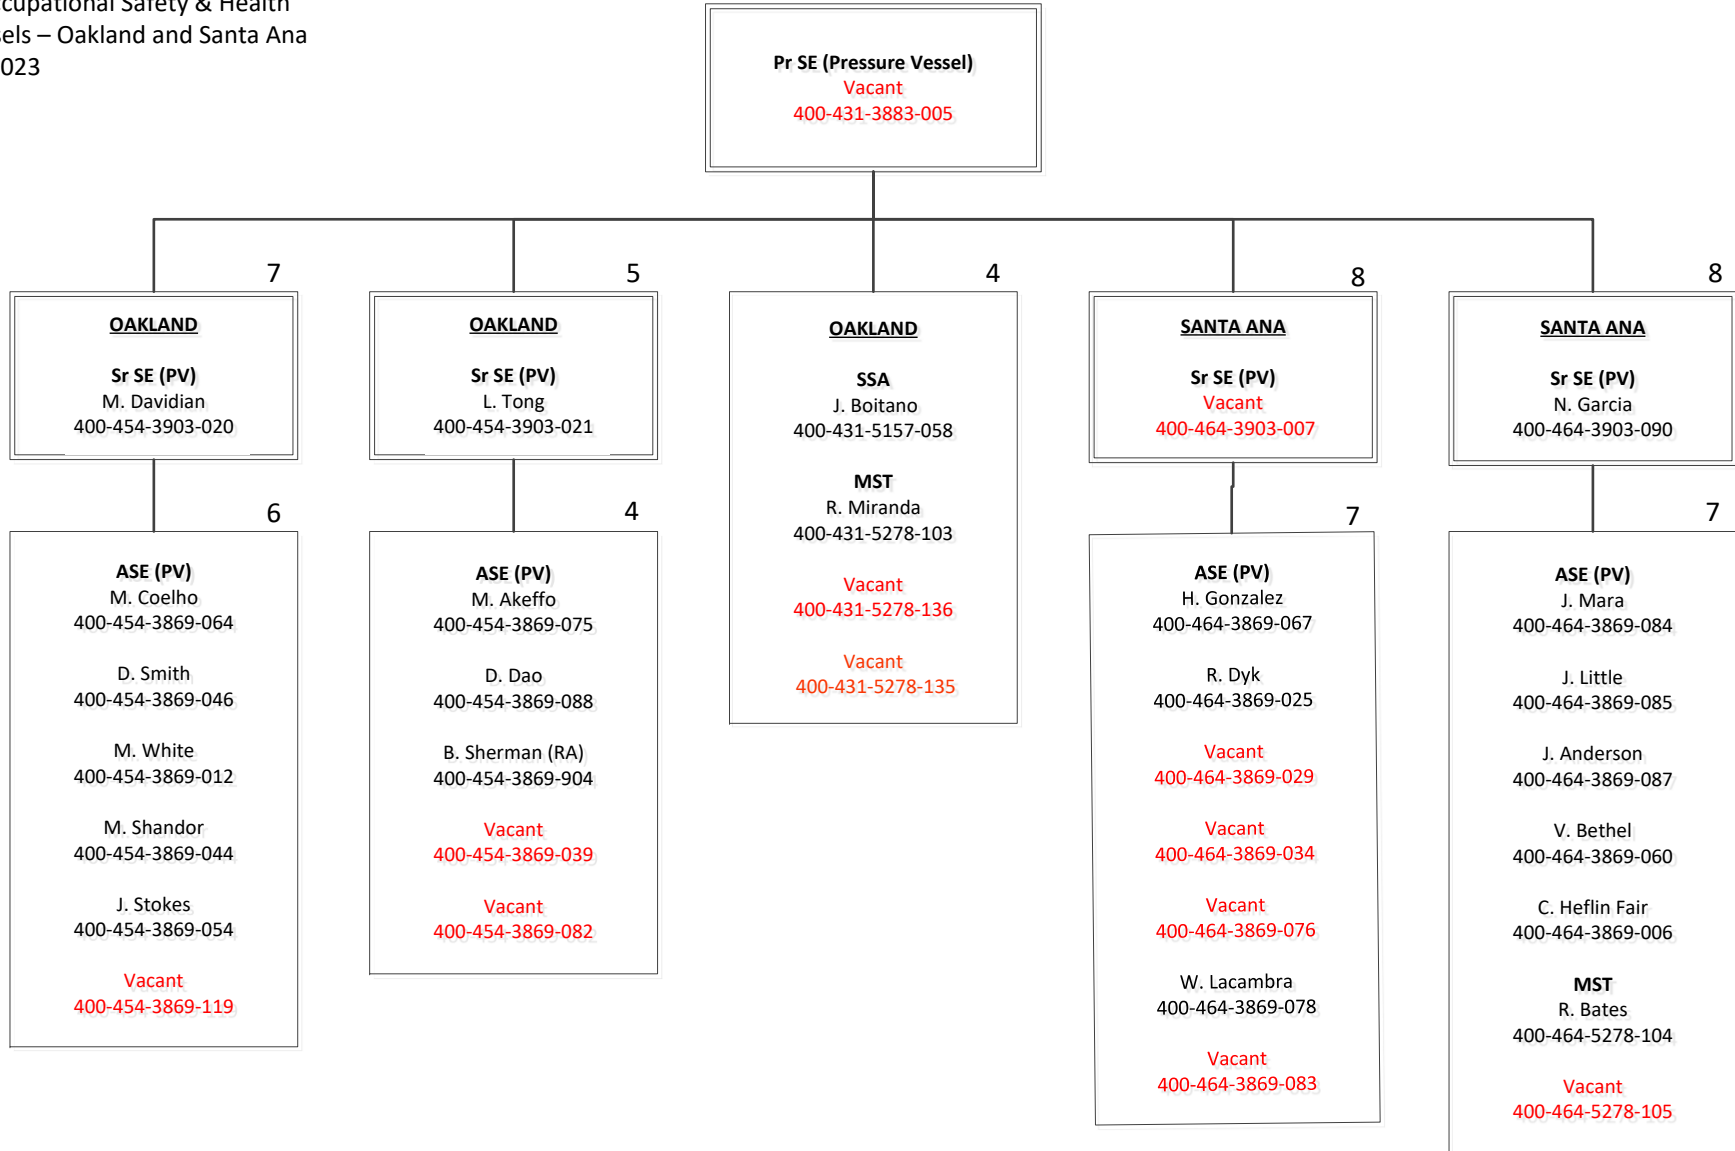 Occupational Safety & Health
– Oakland and Santa Ana
Pr SE (Pressure Vessel)
Vacant
400-431-3883-005
7
OAKLAND
Sr SE (PV)
M. Davidian
400-454-3903-020
6
ASE (PV)
M. Coelho
400-454-3869-064
D. Smith
400-454-3869-046
M. White
400-454-3869-012
M. Shandor
400-454-3869-044
J. Stokes
400-454-3869-054
Vacant
400-454-3869-119
5
OAKLAND
Sr SE (PV)
L. Tong
400-454-3903-021
4
ASE (PV)
M. Akeffo
400-454-3869-075
D. Dao
400-454-3869-088
B. Sherman (RA)
400-454-3869-904
Vacant
400-454-3869-039
Vacant
400-454-3869-082
4
OAKLAND
SSA
J. Boitano
400-431-5157-058
MST
R. Miranda
400-431-5278-103
Vacant
400-431-5278-136
Vacant
400-431-5278-135
8
SANTA ANA
Sr SE (PV)
Vacant
400-464-3903-007
7
ASE (PV)
H. Gonzalez
400-464-3869-067
R. Dyk
400-464-3869-025
Vacant
400-464-3869-029
Vacant
400-464-3869-034
Vacant
400-464-3869-076
W. Lacambra
400-464-3869-078
Vacant
400-464-3869-083
8
SANTA ANA
Sr SE (PV)
N. Garcia
400-464-3903-090
7
ASE (PV)
J. Mara
400-464-3869-084
J. Little
400-464-3869-085
J. Anderson
400-464-3869-087
V. Bethel
400-464-3869-060
C. Heflin Fair
400-464-3869-006
MST
R. Bates
400-464-5278-104
Vacant
400-464-5278-105